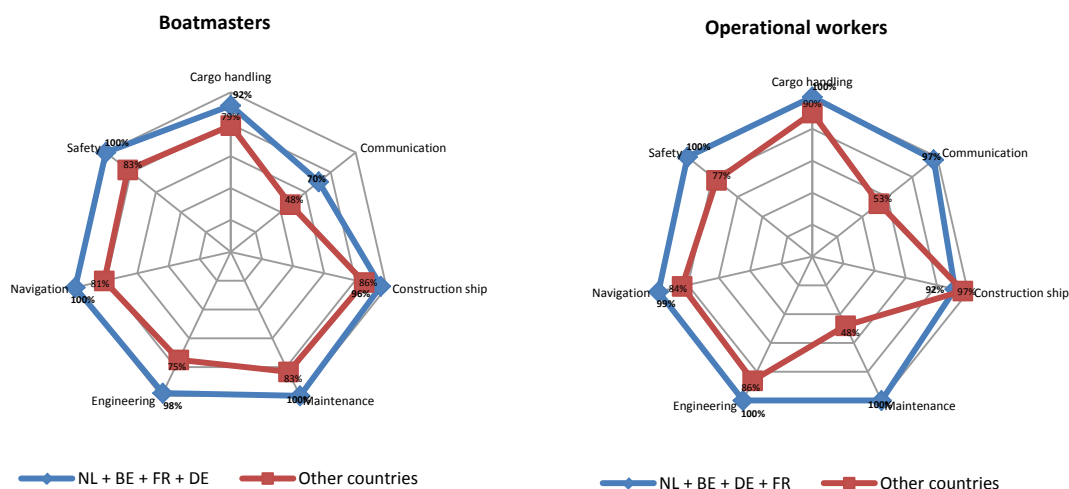 Boatmasters
Cargo handling
92%
79%
Communication
70%
48%
Construction ship
86%
96%
Maintenance
83%
100%
Engineering
75%
98%
Navigation
81%
100%
Safety
100%
83%
NL + BE + FR + DE
Other countries
Operational workers
Cargo handling
100%
90%
Communication
97%
53%
Construction ship
92%
97%
Maintenance
48%
100%
Engineering
86%
100%
Navigation
84%
99%
Safety
100%
77%
NL + BE + DE + FR
Other countries